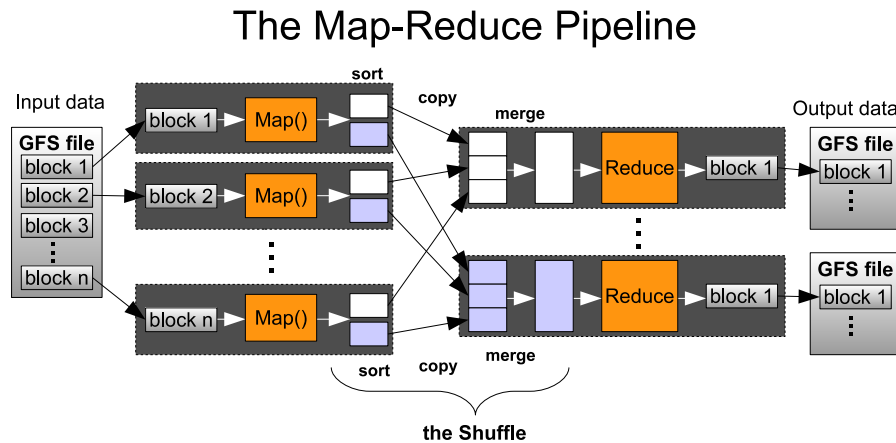 The Map-Reduce Pipeline
Input data
GFS file
block 1
block 2
block 3
block n
sort
block 1
Map()
block 2
Map()
block n
Map()
sort
copy
copy
merge
Reduce
block 1
Reduce
block 1
merge
Output data
GFS file
block 1
GFS file
block 1
the Shuffle